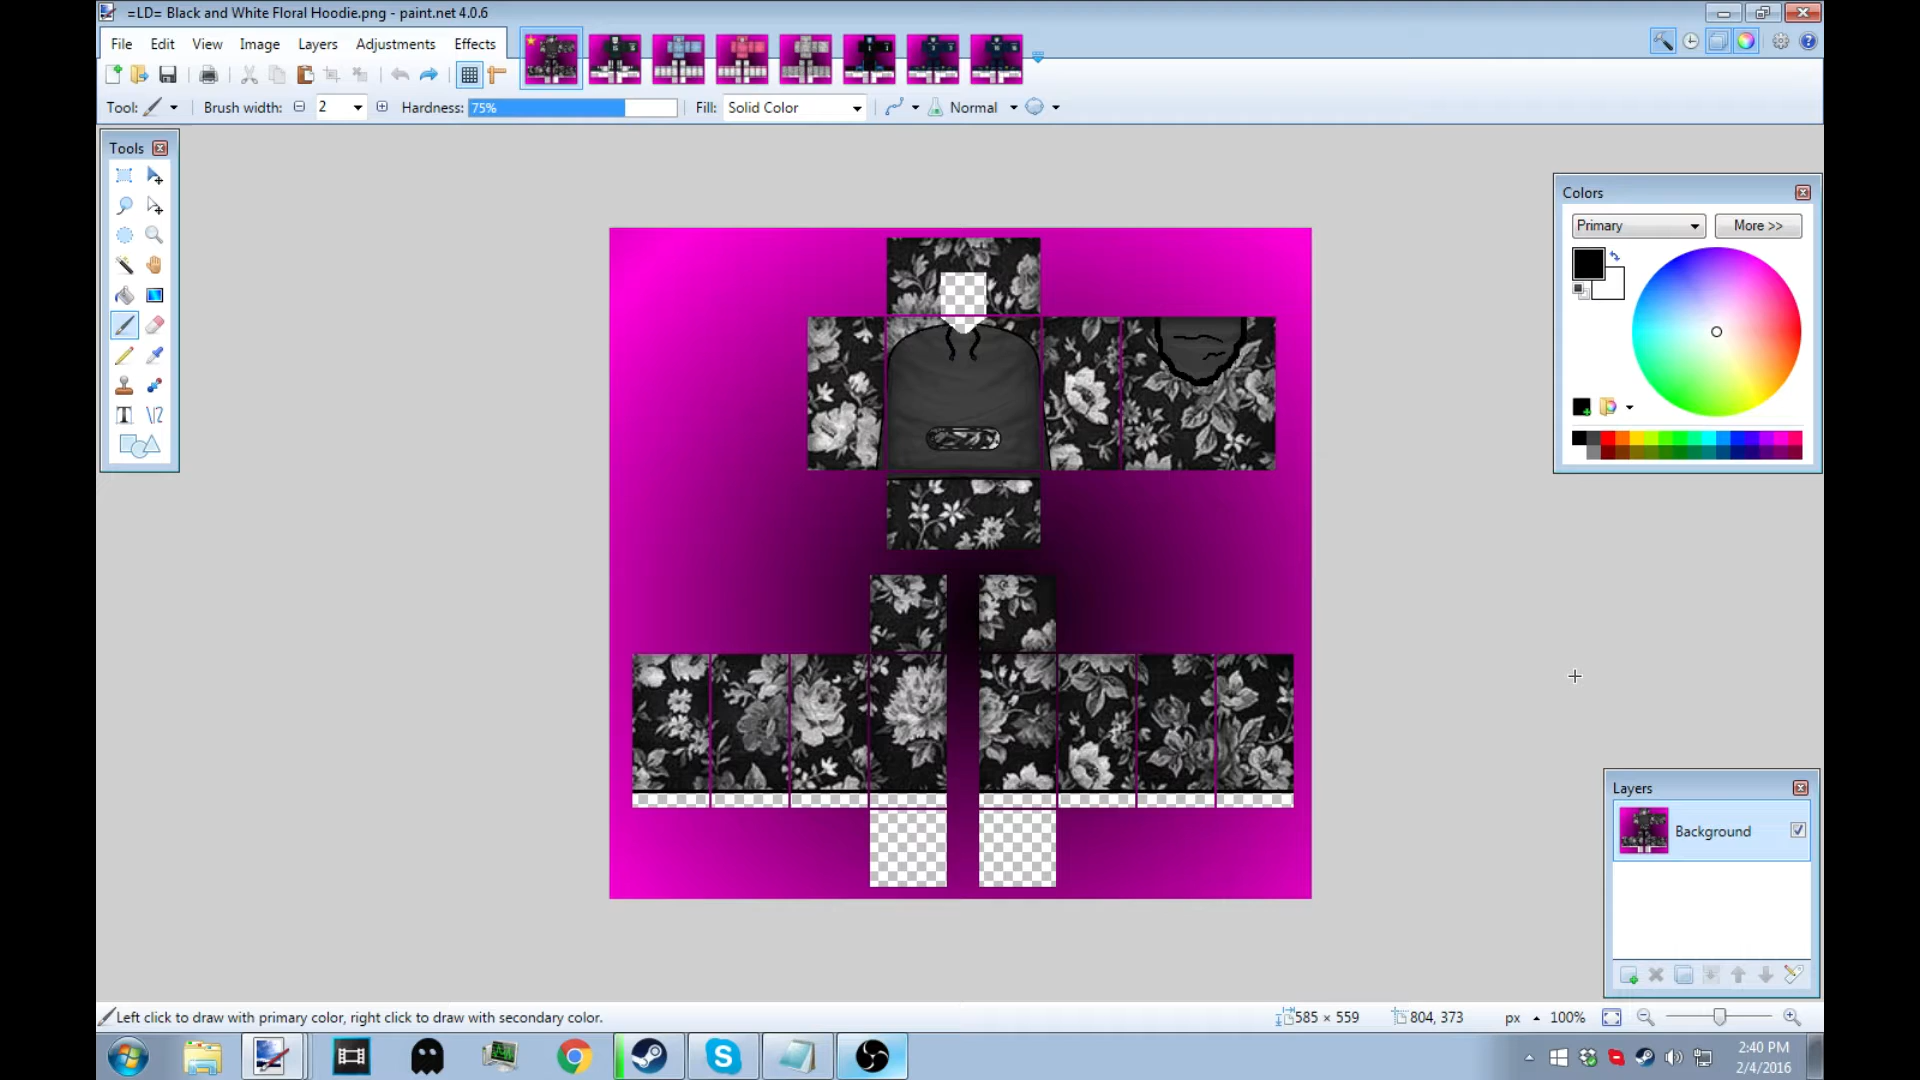 =LD= Black and White Floral Hoodie.png - paint.net 4.0.6
File Edit View Image Layers Adjustments Effects
Tool: Brush width: 2 Hardness: 75% Fill: Solid Color Normal
Tools
Colors
Primary More >>
Layers
Background
Left click to draw with primary color, right click to draw with secondary color.
585 × 559 804, 373 px 100%
2:40 PM
2/4/2016